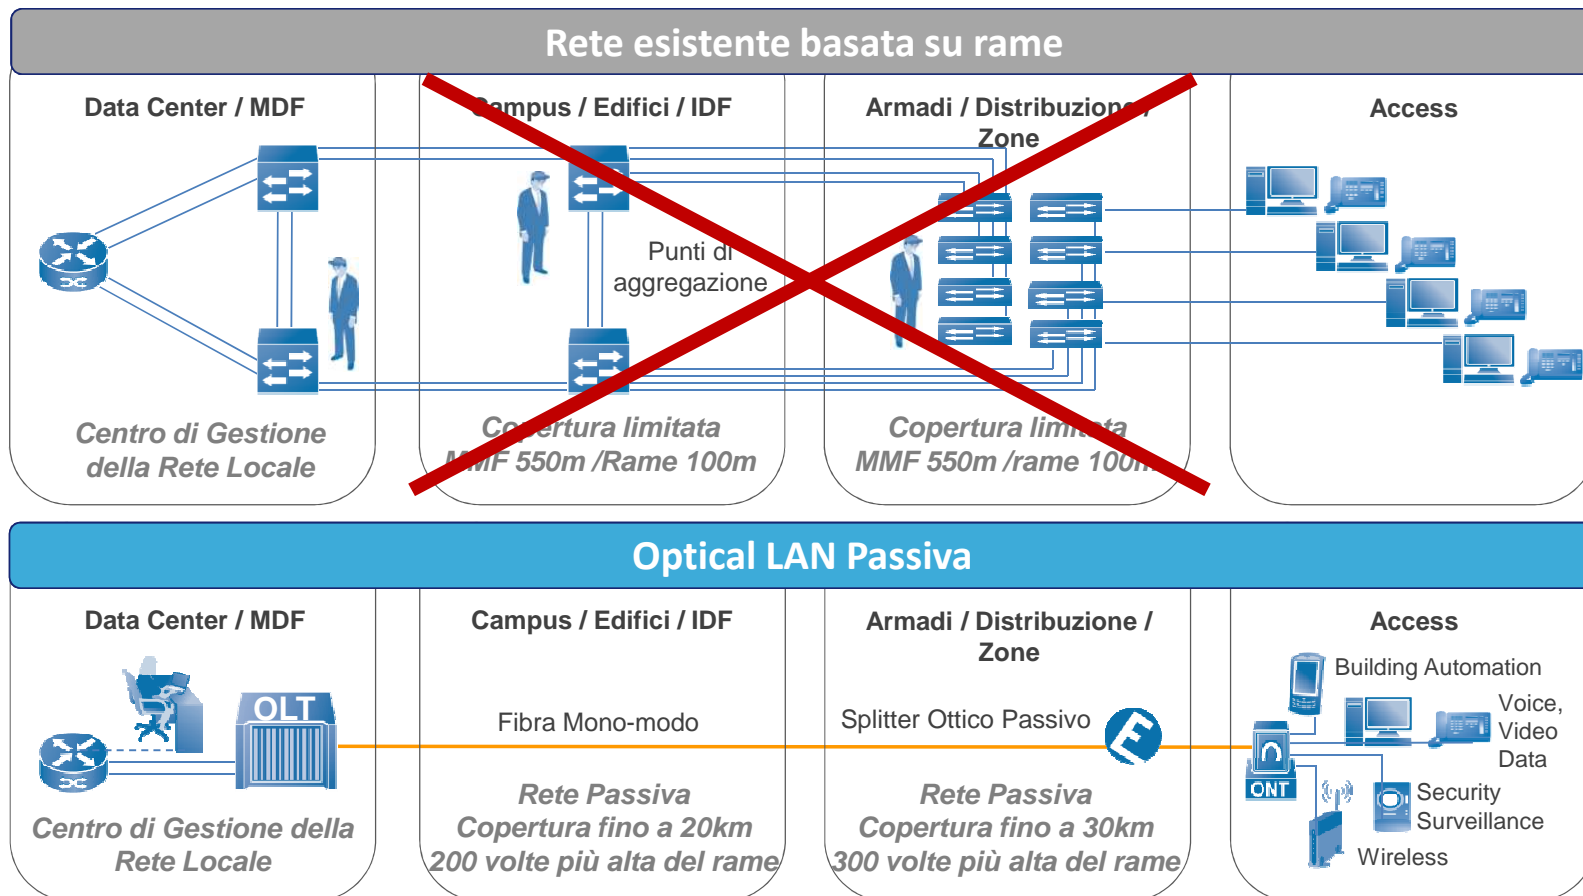 Rete esistente basata su rame
Data Center / MDF
Campus / Edifici / IDF
Armadi / Distribuzione /
Zone
Access
Punti di
aggregazione
Centro di Gestione
della Rete Locale
Copertura limitata
MMF 550m /Rame 100m
Copertura limitata
MMF 550m /rame 100m
Optical LAN Passiva
Data Center / MDF
Campus / Edifici / IDF
Armadi / Distribuzione /
Zone
Access
OLT
Fibra Mono-modo
Splitter Ottico Passivo
E
Building Automation
Voice,
Video
Data
ONT
Security
Surveillance
Wireless
Centro di Gestione della
Rete Locale
Rete Passiva
Copertura fino a 20km
200 volte più alta del rame
Rete Passiva
Copertura fino a 30km
300 volte più alta del rame